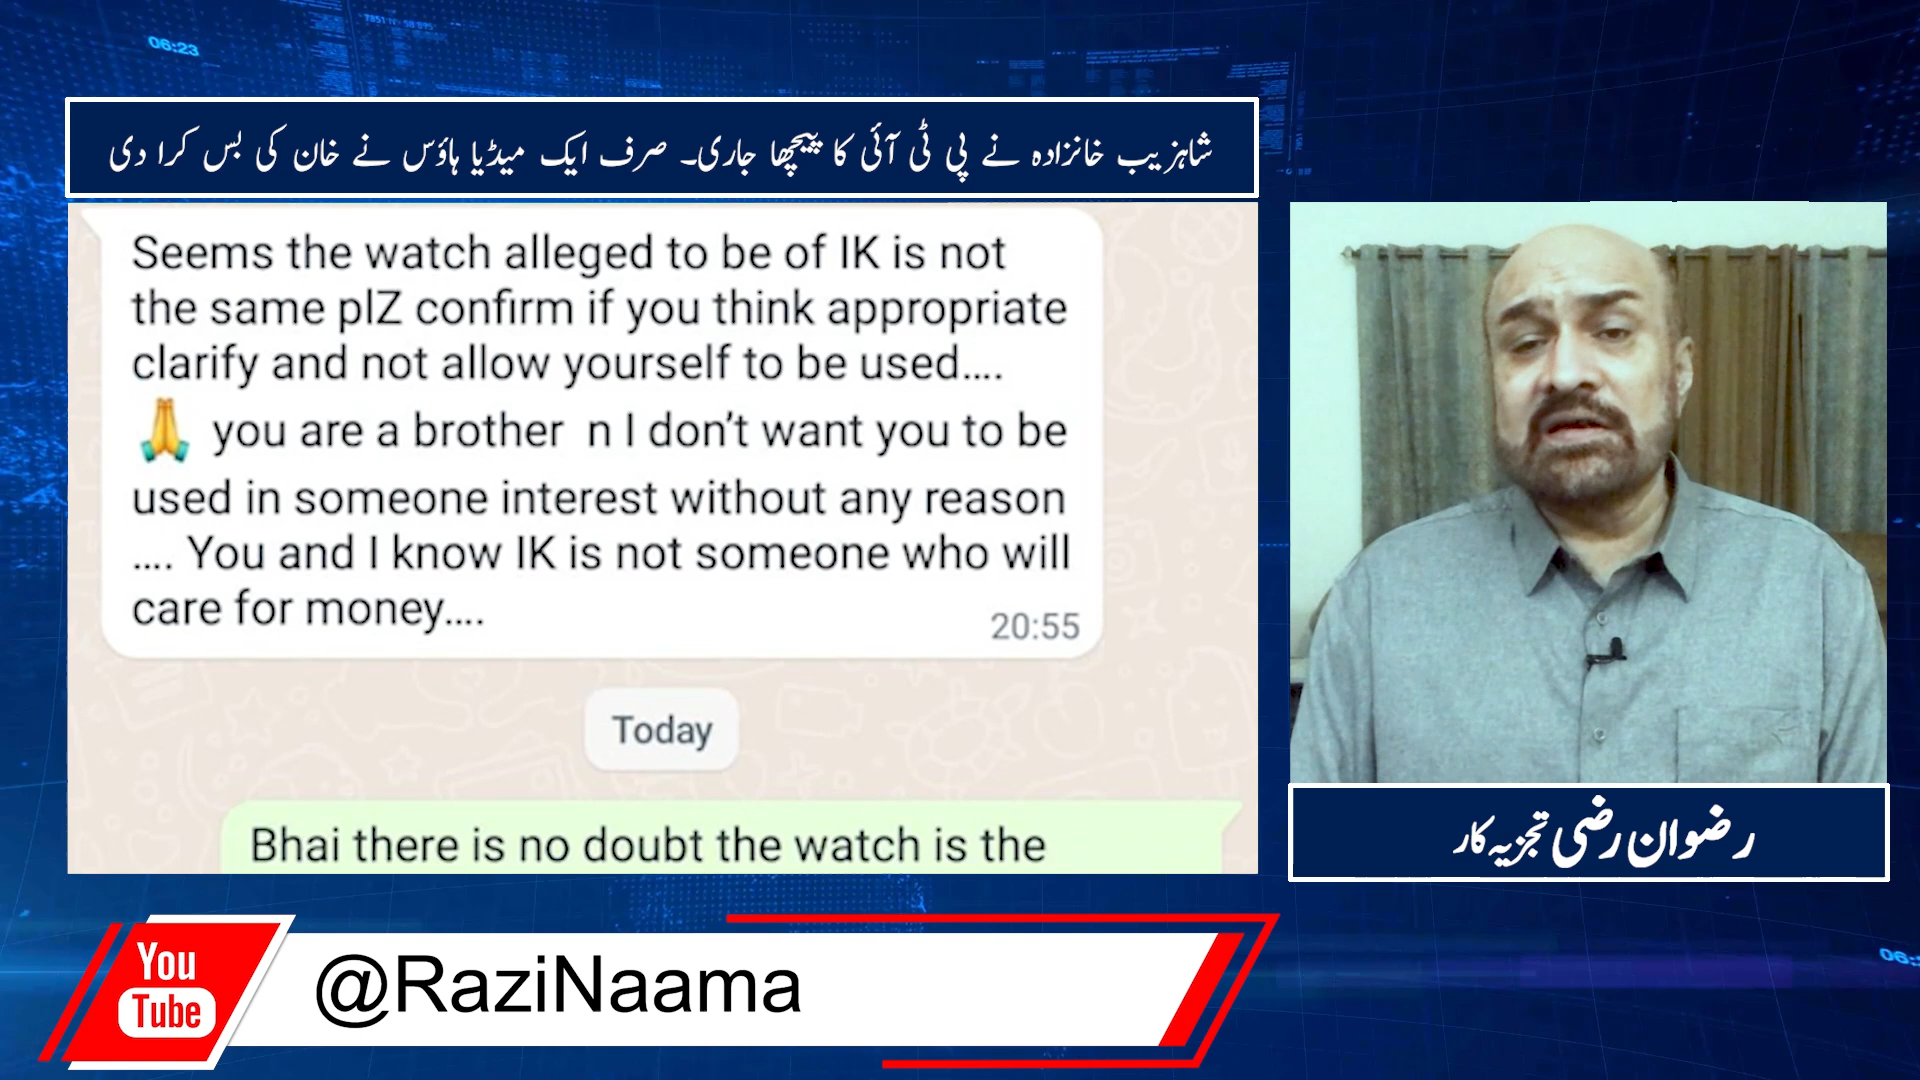 06:23
شاہزیب خانزادہ نے پی ٹی آئی کا پیچھا جاری۔ صرف ایک میڈیا ہاؤس نے خان کی بس کرا دی
Seems the watch alleged to be of IK is not
the same plZ confirm if you think appropriate
clarify and not allow yourself to be used....
🙏 you are a brother n I don't want you to be
used in someone interest without any reason
.... You and I know IK is not someone who will
care for money....
20:55
Today
Bhai there is no doubt the watch is the
رضوان رضی تجزیہ کار
You
Tube
@RaziNaama